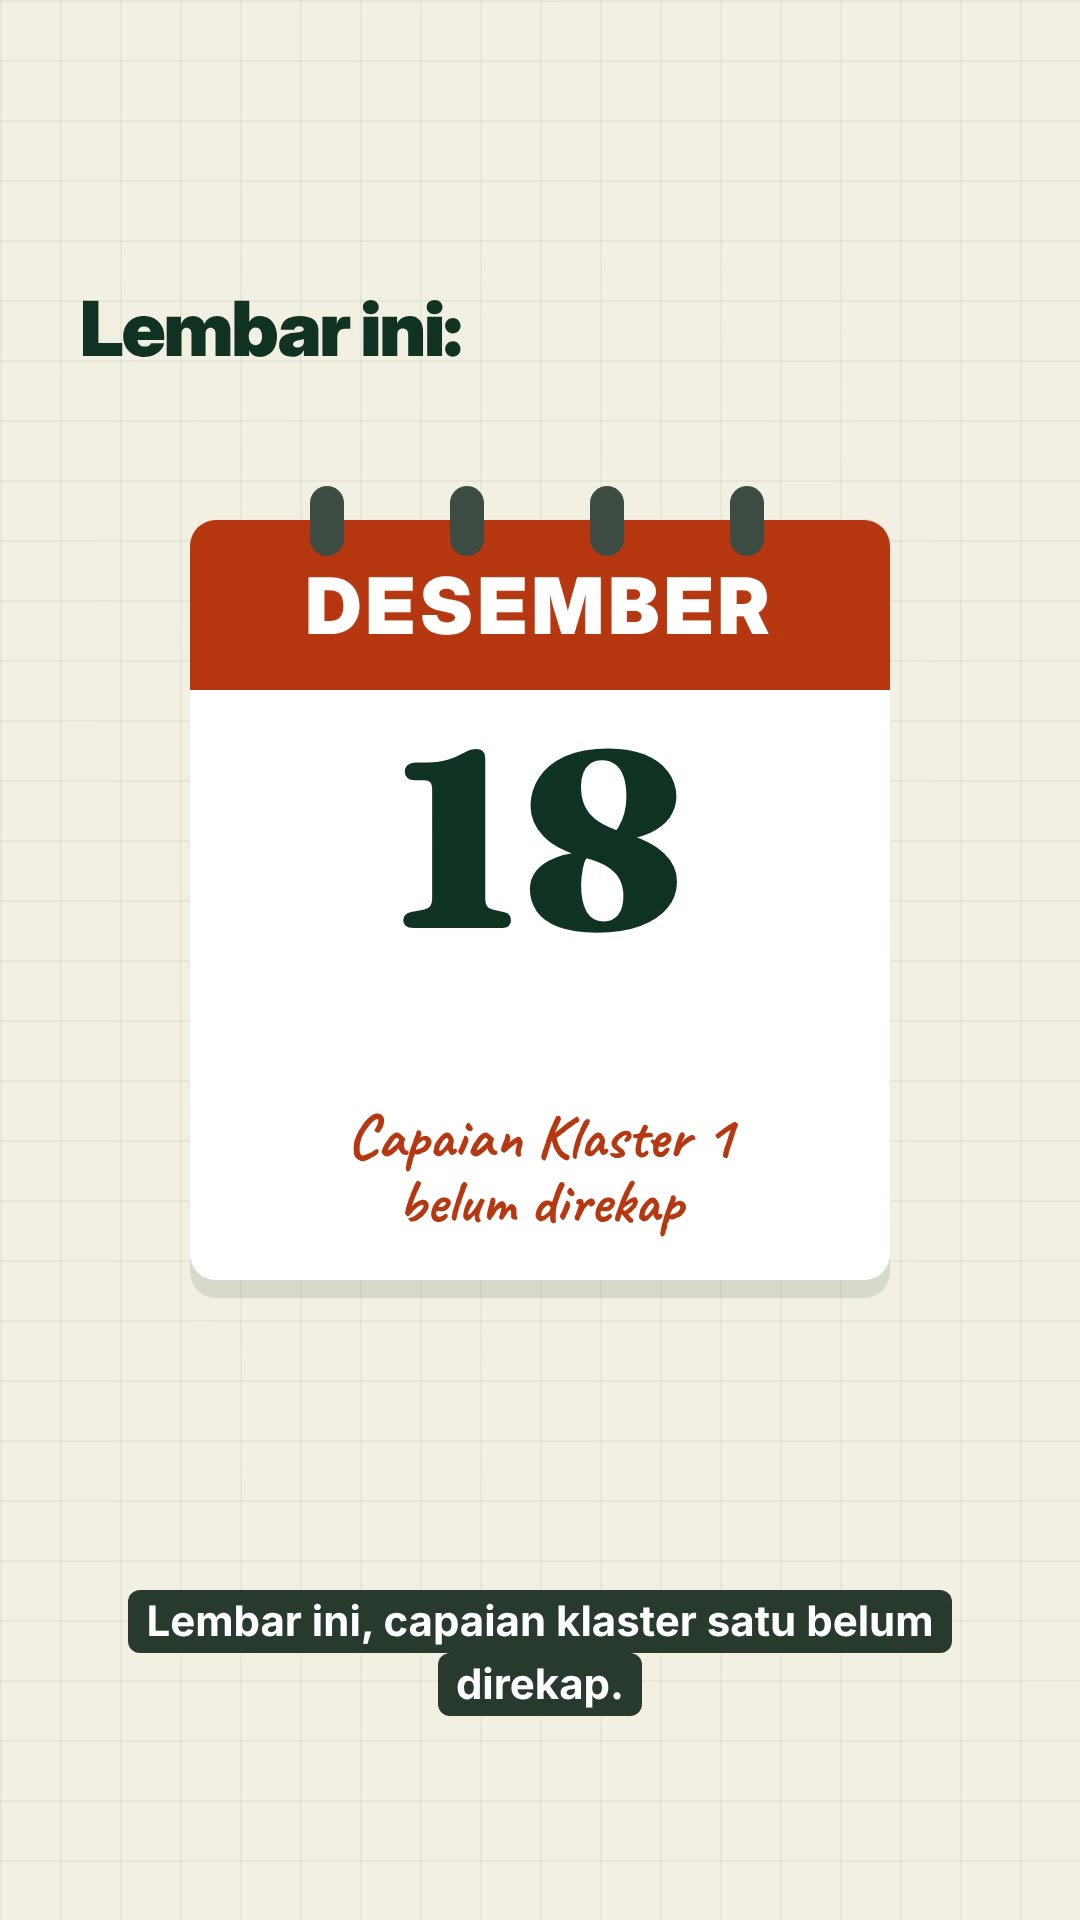 Lembar ini:
DESEMBER
18
Capaian Klaster 1
belum direkap
Lembar ini, capaian klaster satu belum
direkap.